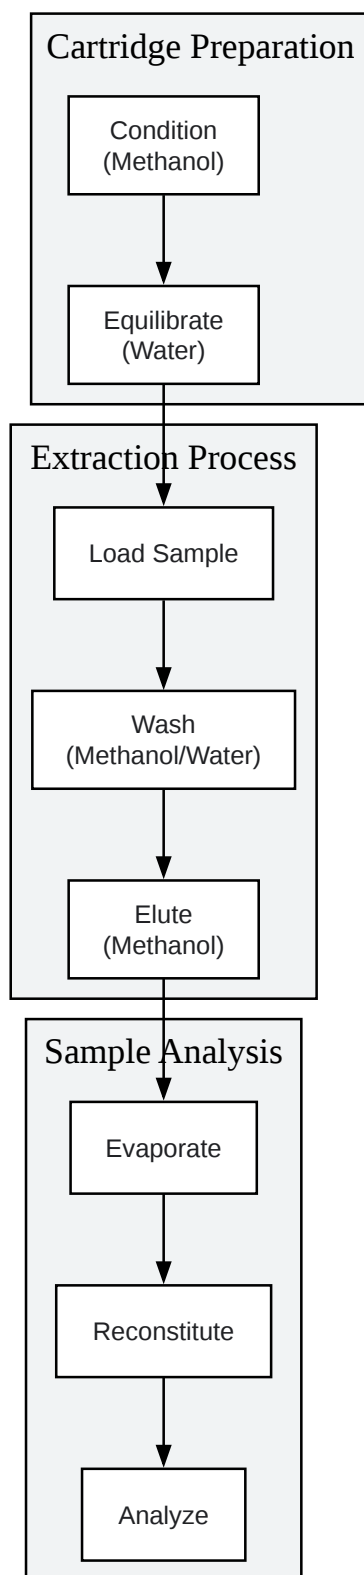 Cartridge Preparation
Condition
(Methanol)
Equilibrate
(Water)
Extraction Process
Load Sample
Wash
(Methanol/Water)
Elute
(Methanol)
Sample Analysis
Evaporate
Reconstitute
Analyze